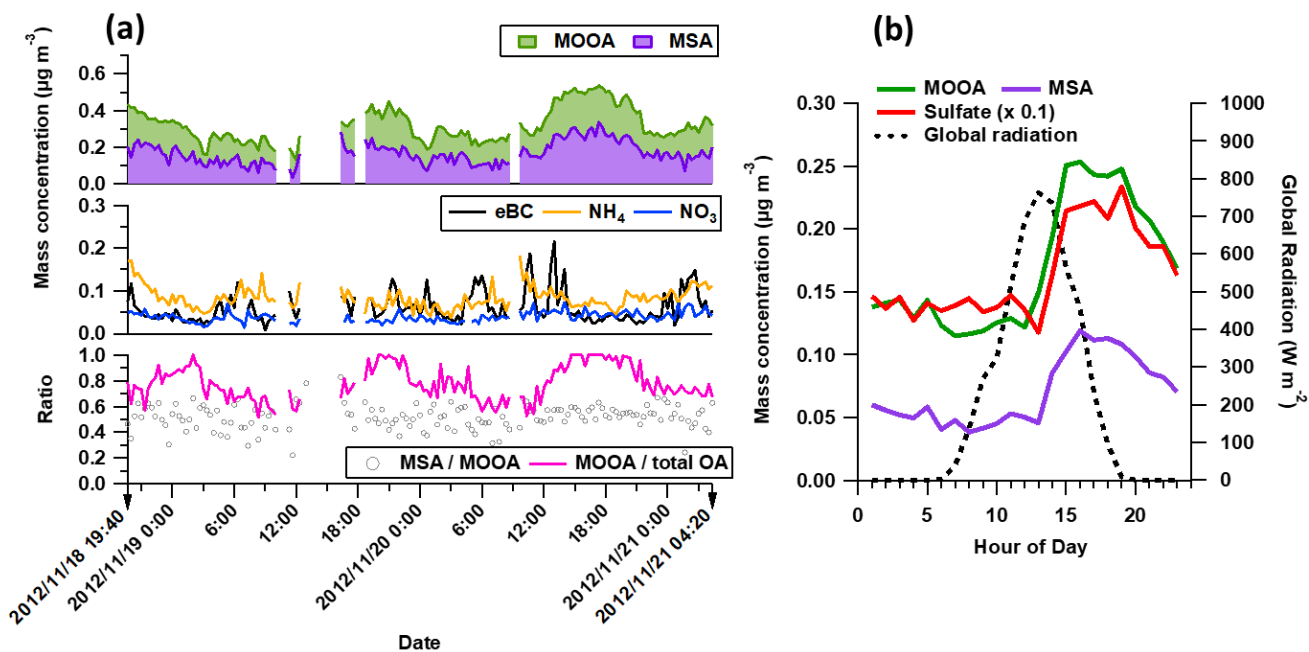 (a)
MOOA MSA
Mass concentration (µg m⁻³)
0.6
0.4
0.2
0.0
eBC NH₄ NO₃
0.3
0.2
0.1
0.0
Ratio
1.0
0.8
0.6
0.4
0.2
0.0
MSA / MOOA MOOA / total OA
2012/11/18 19:40
2012/11/19 0:00
6:00
12:00
18:00
2012/11/20 0:00
6:00
12:00
18:00
2012/11/21 0:00
2012/11/21 04:20
Date
(b)
MOOA MSA
Sulfate (x 0.1)
Global radiation
Mass concentration (µg m⁻³)
0.30
0.25
0.20
0.15
0.10
0.05
0.00
1000
900
800
700
600
500
400
300
200
100
0
Global Radiation (W m⁻²)
0 5 10 15 20
Hour of Day